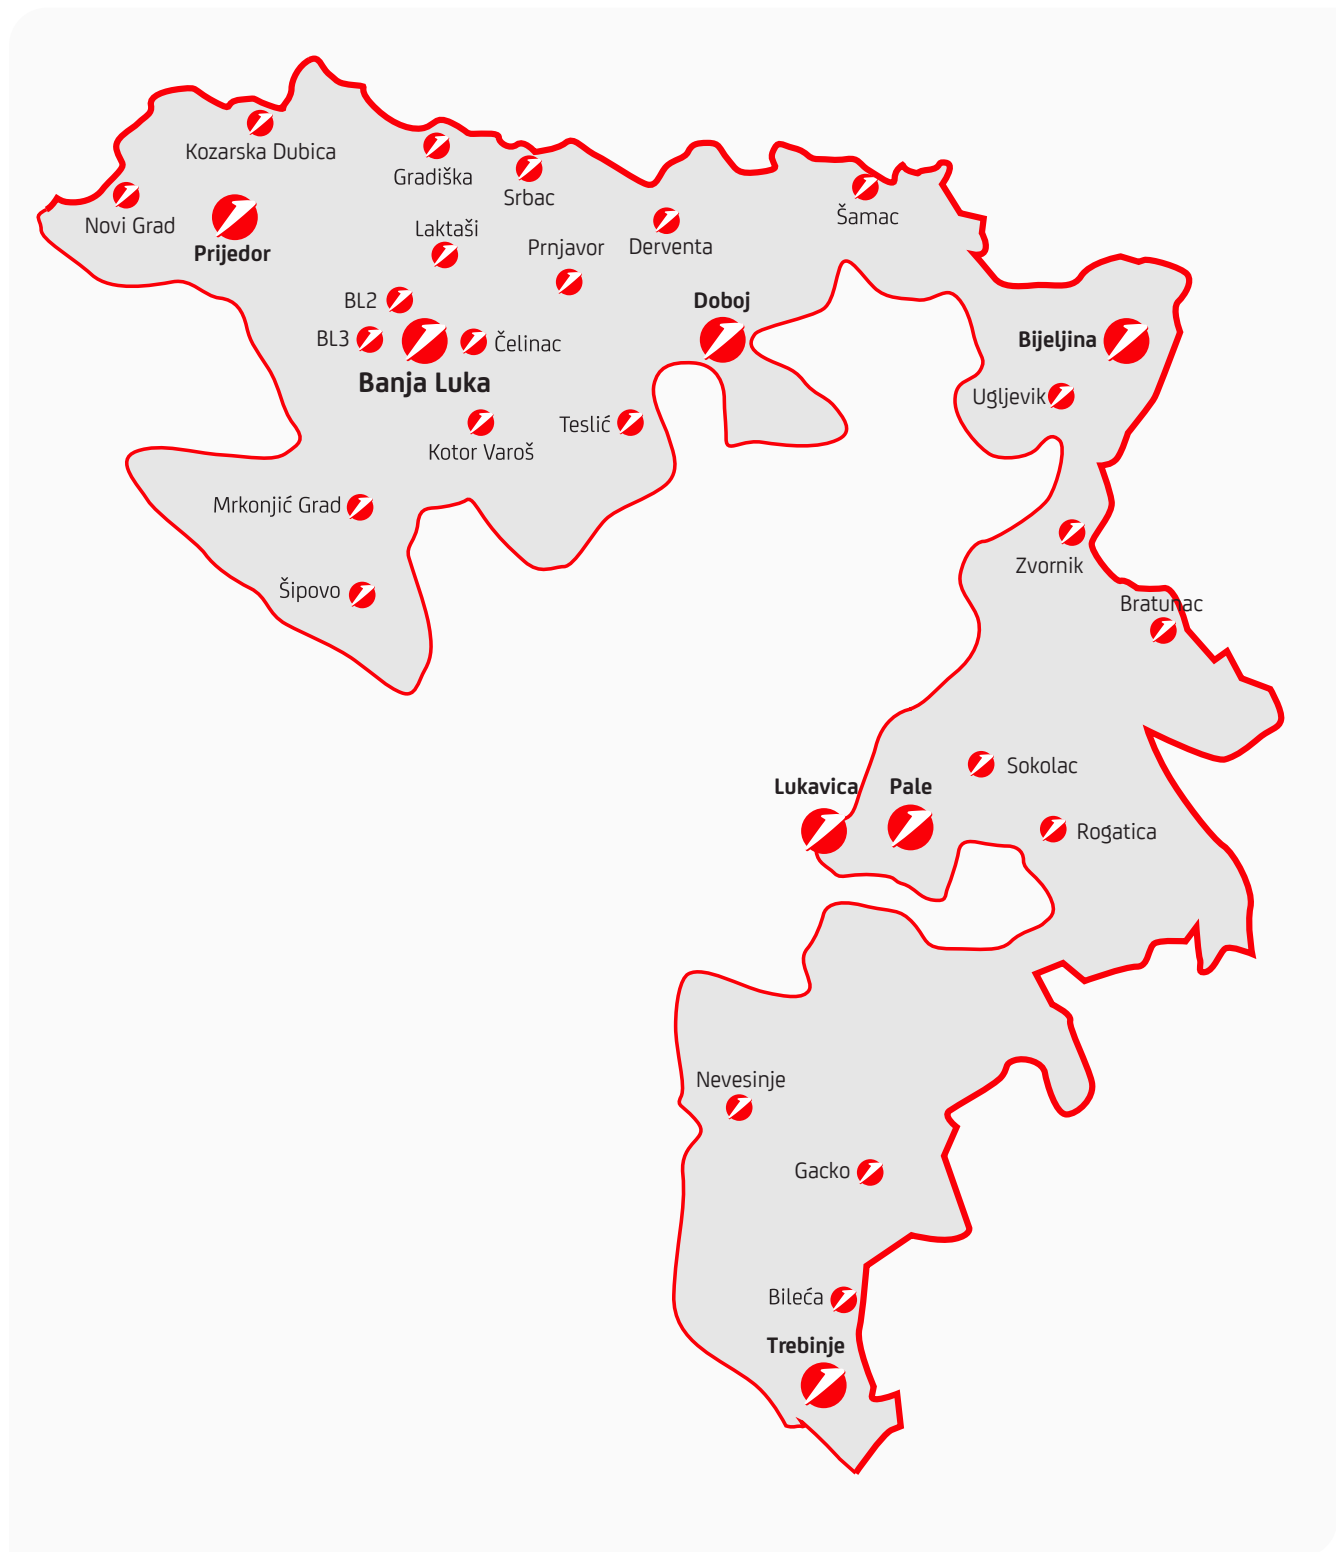 Kozarska Dubica
Gradiška
Srbac
Novi Grad
Prijedor
Laktaši
Prnjavor
Derventa
Šamac
BL2
BL3
Banja Luka
Čelinac
Doboj
Bijeljina
Ugljevik
Kotor Varoš
Teslić
Mrkonjić Grad
Šipovo
Zvornik
Bratunac
Sokolac
Lukavica
Pale
Rogatica
Nevesinje
Gacko
Bileća
Trebinje